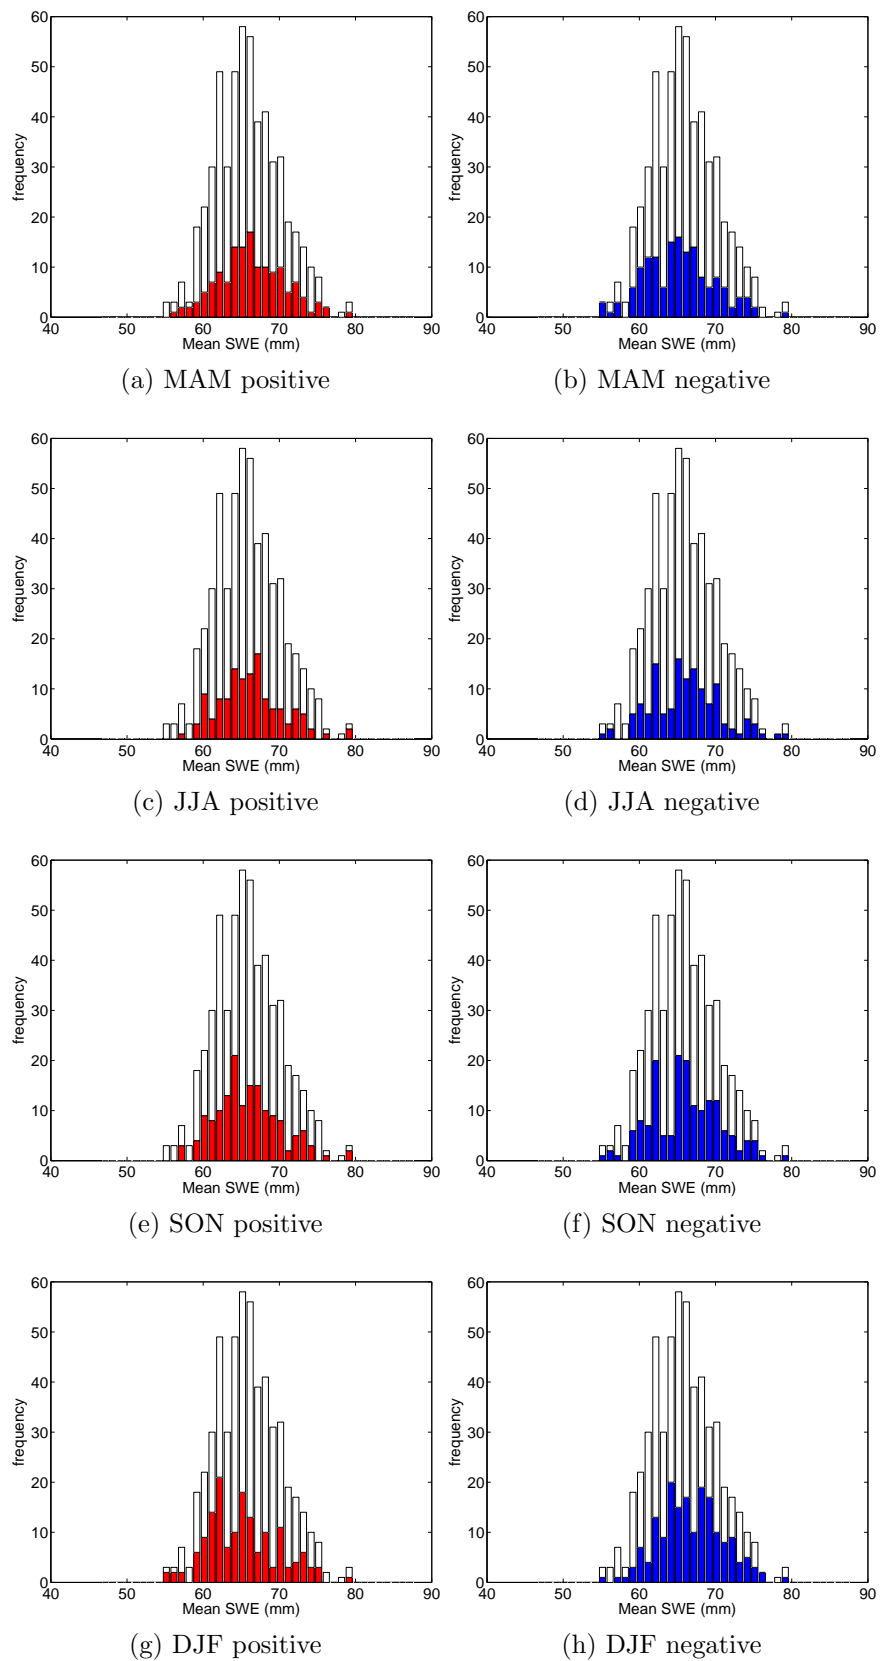 60
50
40
30
20
10
0
frequency
40 50 60 70 80 90
Mean SWE (mm)
(a) MAM positive
60
50
40
30
20
10
0
frequency
40 50 60 70 80 90
Mean SWE (mm)
(b) MAM negative
60
50
40
30
20
10
0
frequency
40 50 60 70 80 90
Mean SWE (mm)
(c) JJA positive
60
50
40
30
20
10
0
frequency
40 50 60 70 80 90
Mean SWE (mm)
(d) JJA negative
60
50
40
30
20
10
0
frequency
40 50 60 70 80 90
Mean SWE (mm)
(e) SON positive
60
50
40
30
20
10
0
frequency
40 50 60 70 80 90
Mean SWE (mm)
(f) SON negative
60
50
40
30
20
10
0
frequency
40 50 60 70 80 90
Mean SWE (mm)
(g) DJF positive
60
50
40
30
20
10
0
frequency
40 50 60 70 80 90
Mean SWE (mm)
(h) DJF negative